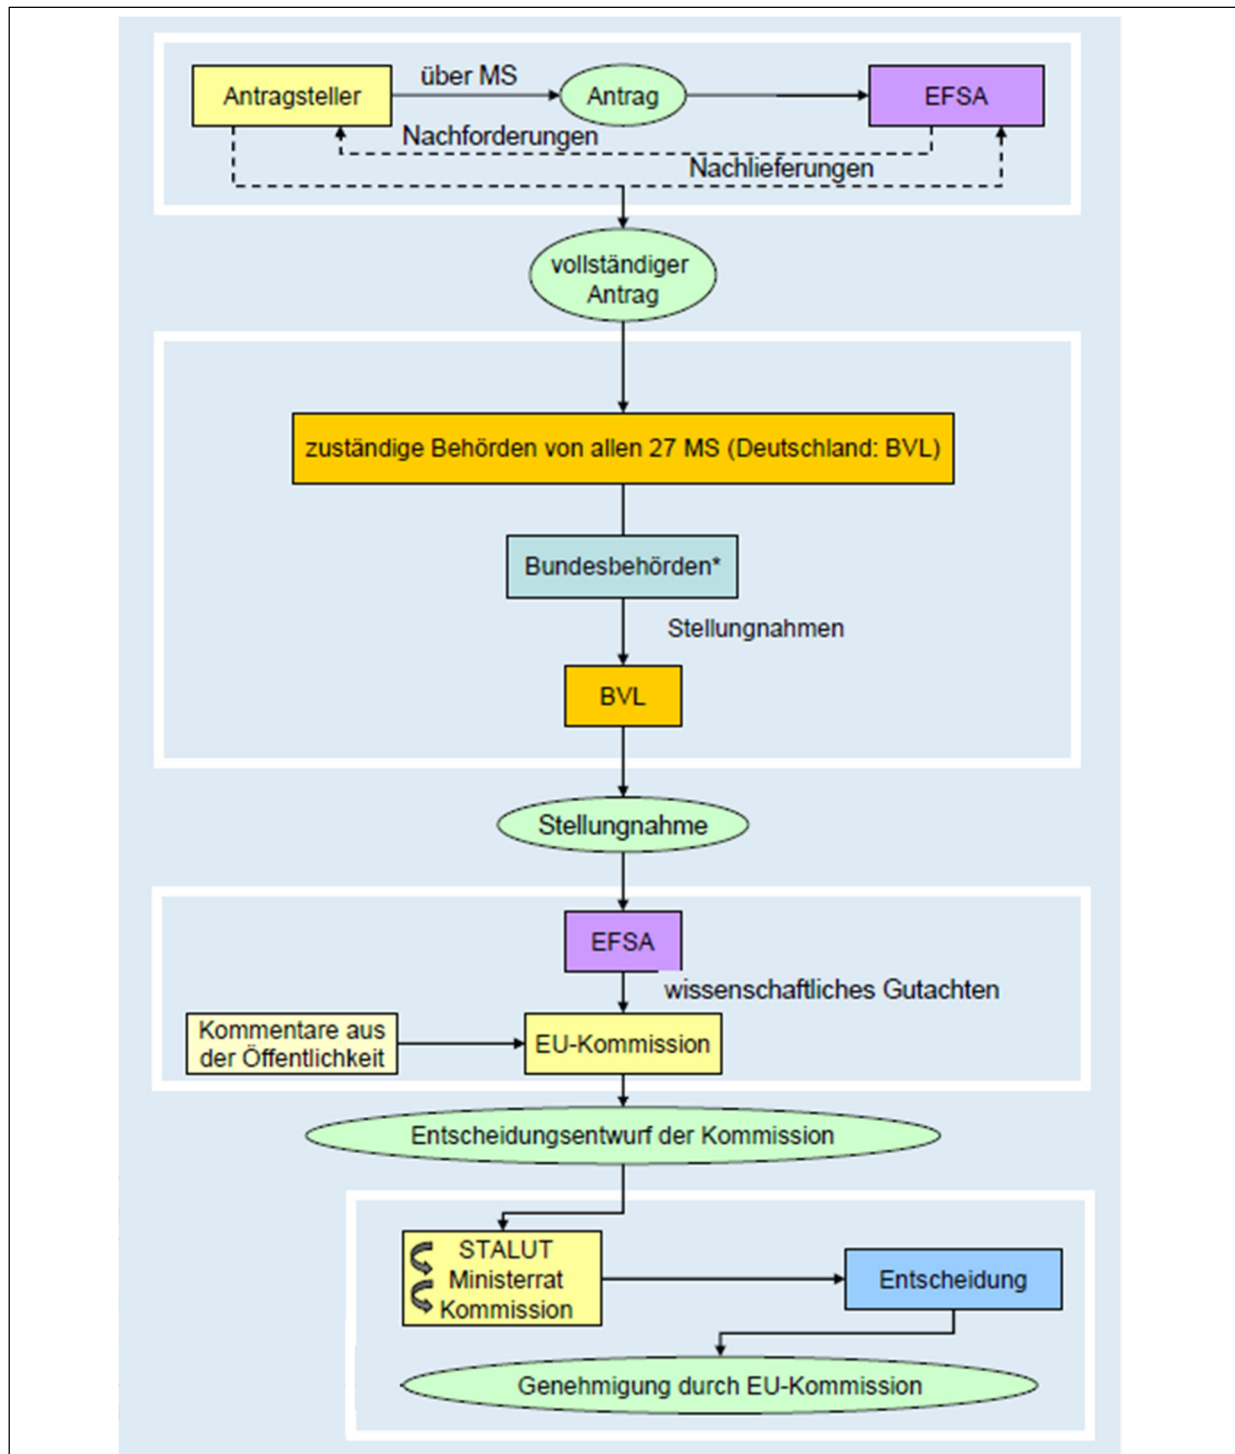 Antragsteller
über MS
Antrag
EFSA
Nachforderungen
Nachlieferungen
vollständiger
Antrag
zuständige Behörden von allen 27 MS (Deutschland: BVL)
Bundesbehörden*
Stellungnahmen
BVL
Stellungnahme
EFSA
wissenschaftliches Gutachten
Kommentare aus
der Öffentlichkeit
EU-Kommission
Entscheidungsentwurf der Kommission
STALUT
Ministerrat
Kommission
Entscheidung
Genehmigung durch EU-Kommission